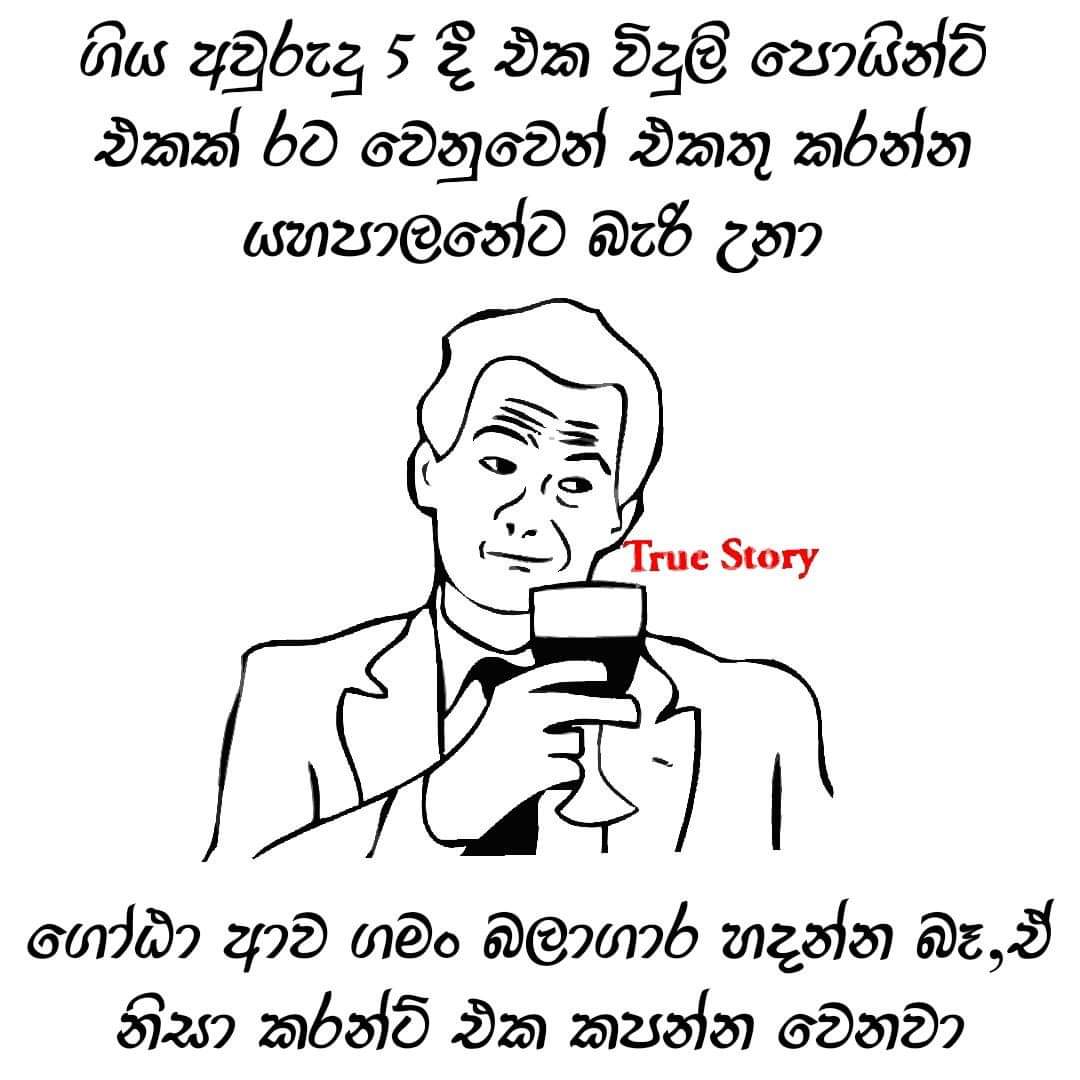 ගිය අවුරුදු 5 දී එක විදුලි පොයින්ට්
එකක් රට වෙනුවෙන් එකතු කරන්න
යහපාලනේට බැරි උනා
True Story
ගෝඨා ආව ගමං බලාගාර හදන්න බෑ,ඒ
නිසා කරන්ට් එක කපන්න වෙනවා